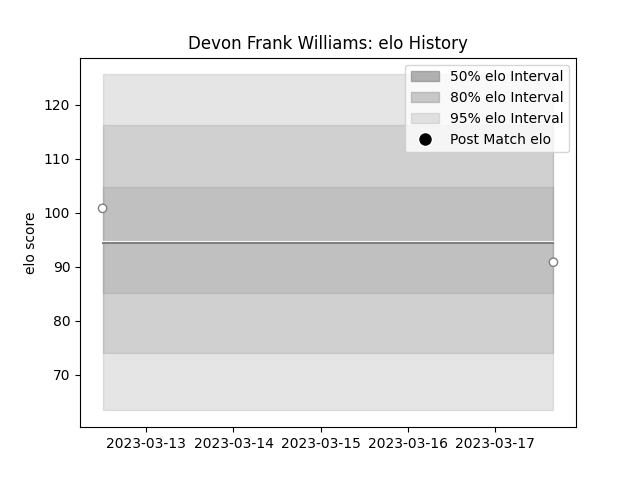 Devon Frank Williams: elo History
50% elo Interval
80% elo Interval
95% elo Interval
Post Match elo
elo score
120
110
100
90
80
70
2023-03-13 2023-03-14 2023-03-15 2023-03-16 2023-03-17